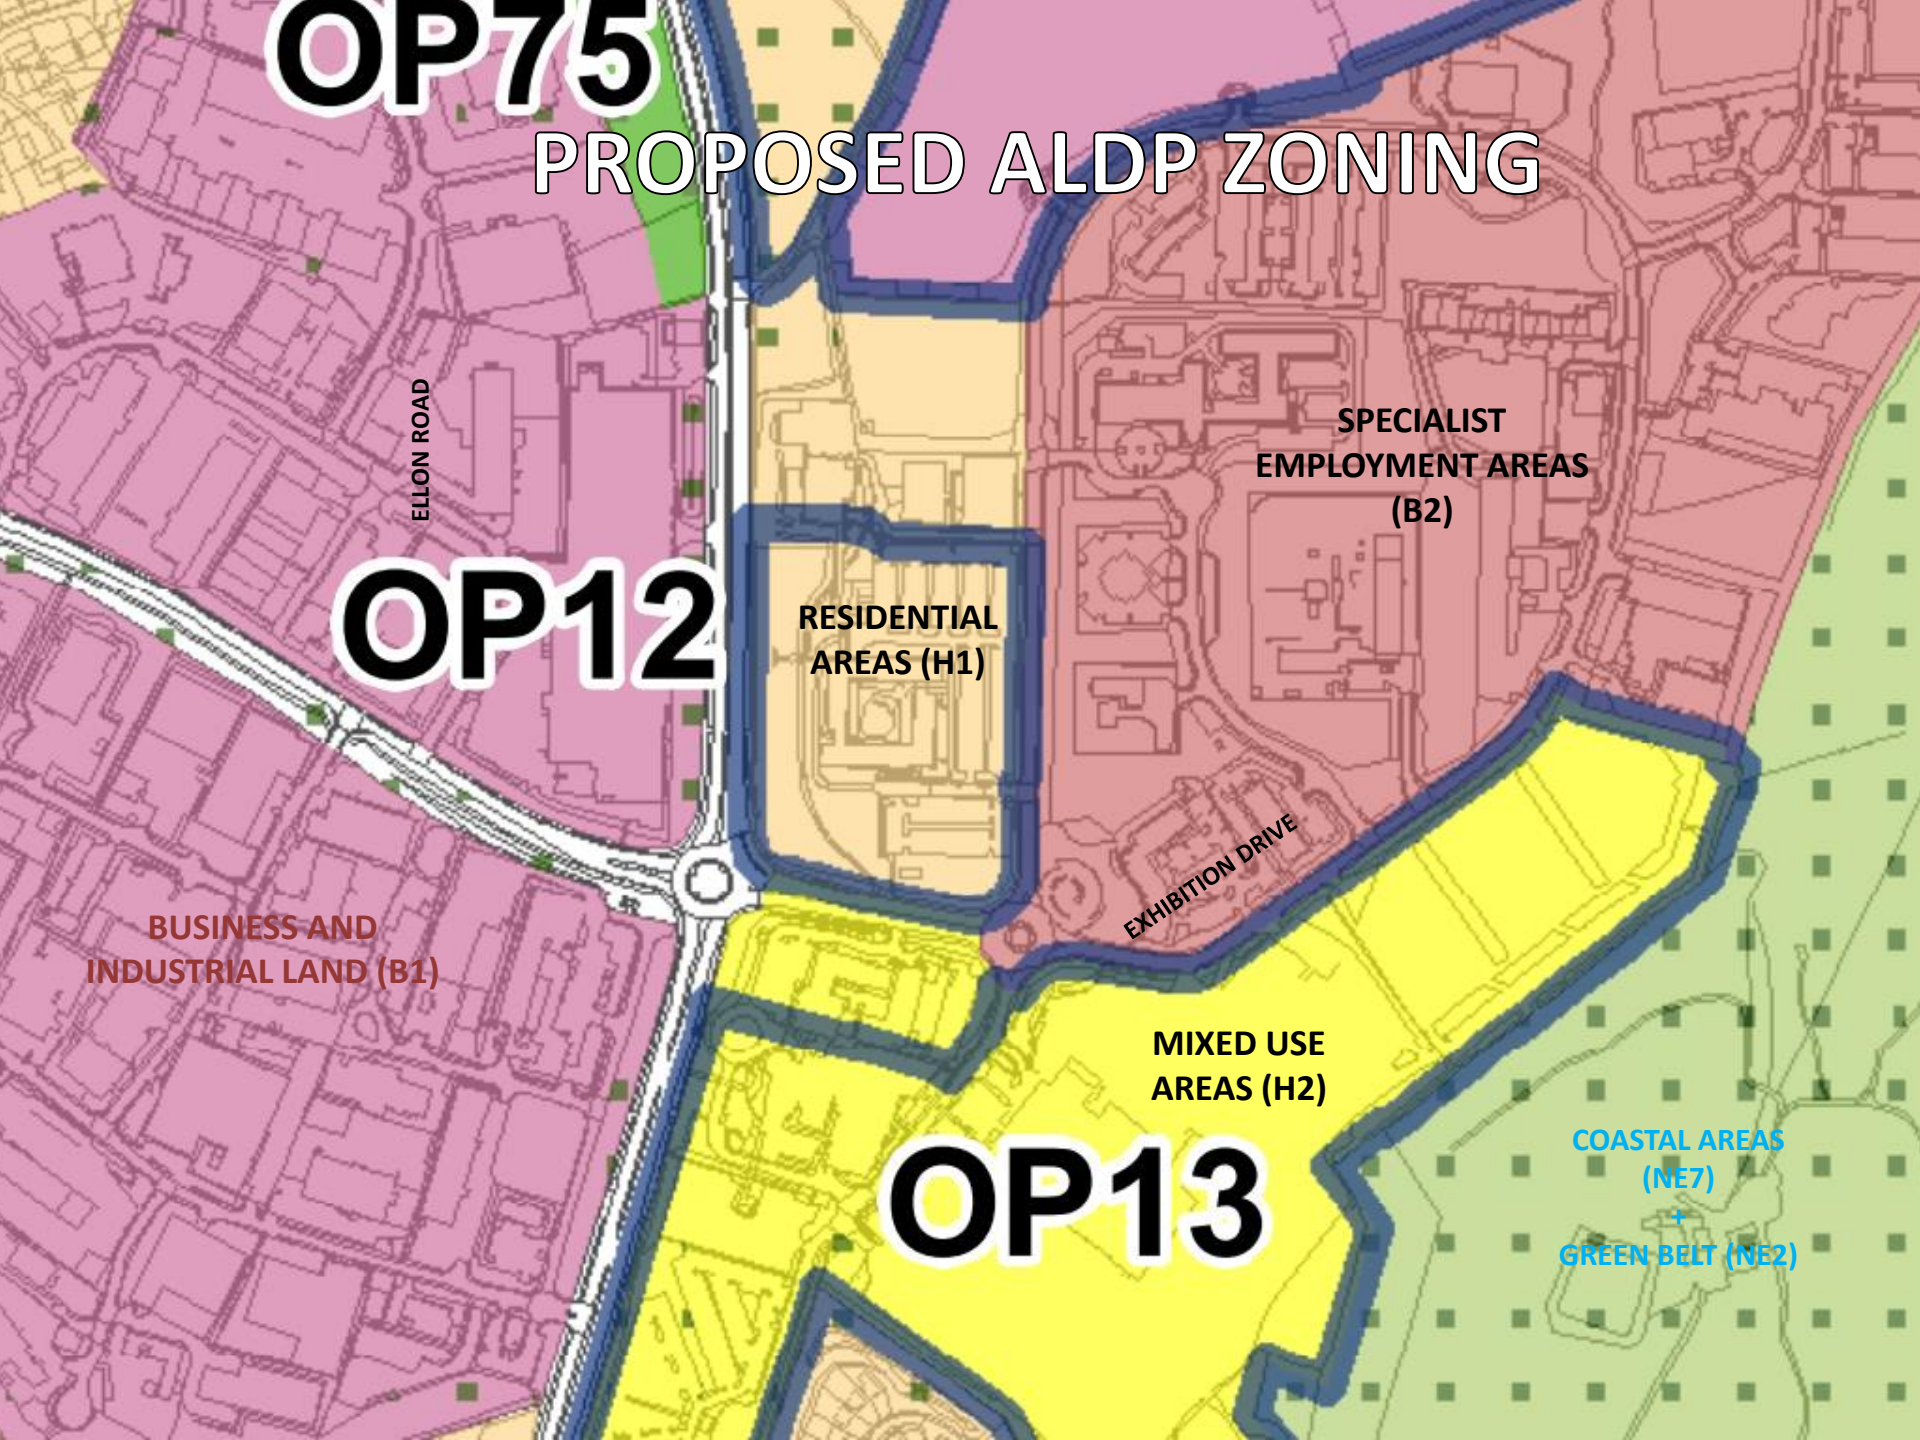 OP75
PROPOSED ALDP ZONING
ELLON ROAD
SPECIALIST
EMPLOYMENT AREAS
(B2)
OP12
RESIDENTIAL
AREAS (H1)
EXHIBITION DRIVE
BUSINESS AND
INDUSTRIAL LAND (B1)
MIXED USE
AREAS (H2)
OP13
COASTAL AREAS
(NE7)
+
GREEN BELT (NE2)